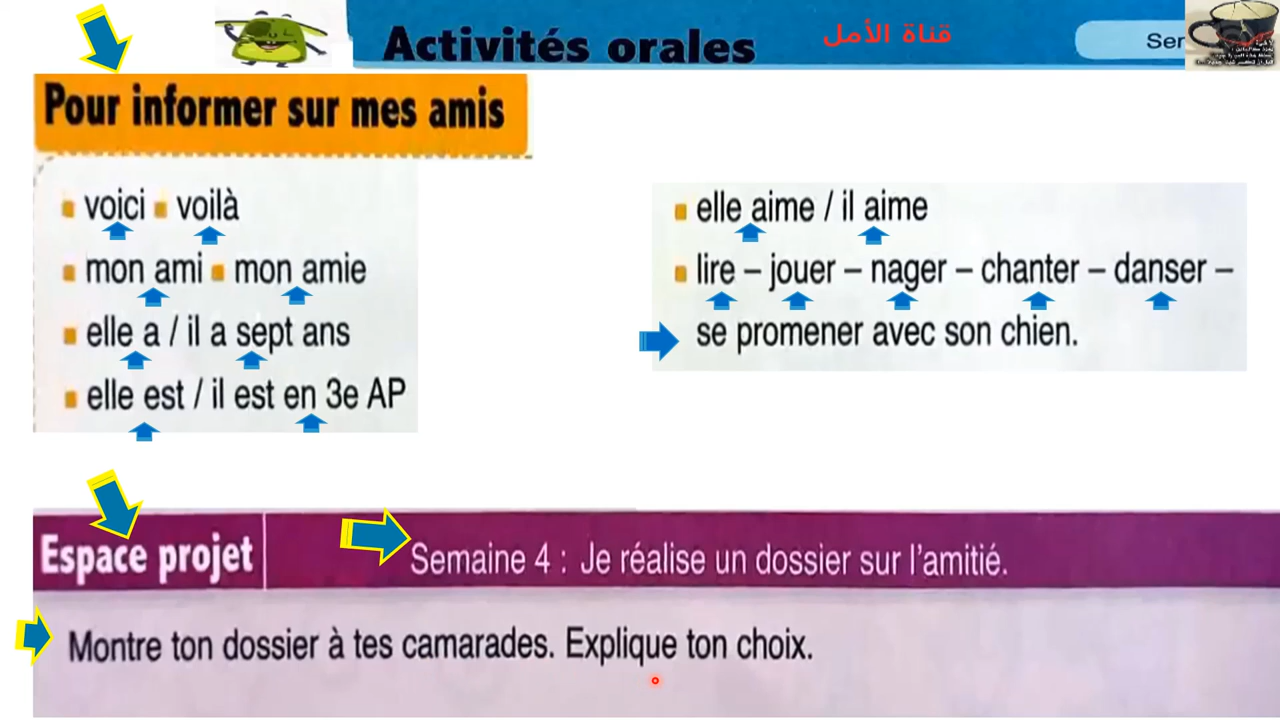 Activités orales
قناة الأمل
Pour informer sur mes amis
voici ▪ voilà
mon ami ▪ mon amie
elle a / il a sept ans
elle est / il est en 3e AP
elle aime / il aime
lire – jouer – nager – chanter – danser –
se promener avec son chien.
Espace projet
Semaine 4 : Je réalise un dossier sur l'amitié.
Montre ton dossier à tes camarades. Explique ton choix.